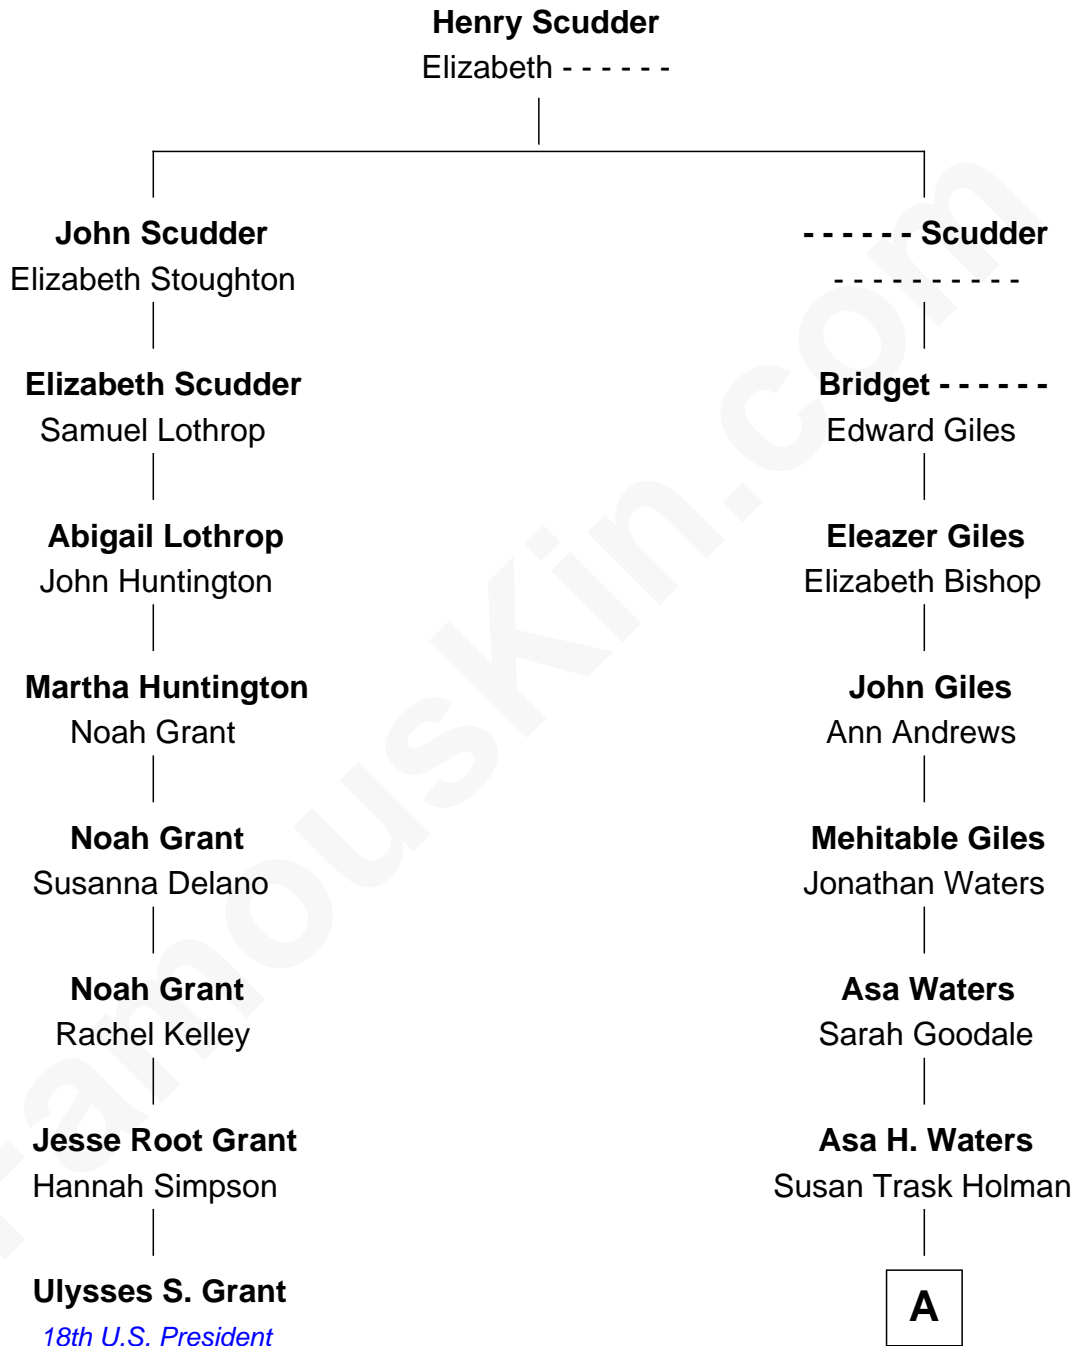 Henry Scudder
Elizabeth - - - - - -
John Scudder
Elizabeth Stoughton
- - - - - - Scudder
- - - - - - - - - -
Elizabeth Scudder
Samuel Lothrop
Bridget - - - - - -
Edward Giles
Abigail Lothrop
John Huntington
Eleazer Giles
Elizabeth Bishop
Martha Huntington
Noah Grant
John Giles
Ann Andrews
Noah Grant
Susanna Delano
Mehitable Giles
Jonathan Waters
Noah Grant
Rachel Kelley
Asa Waters
Sarah Goodale
Jesse Root Grant
Hannah Simpson
Asa H. Waters
Susan Trask Holman
Ulysses S. Grant
18th U.S. President
A
FamousKin.com